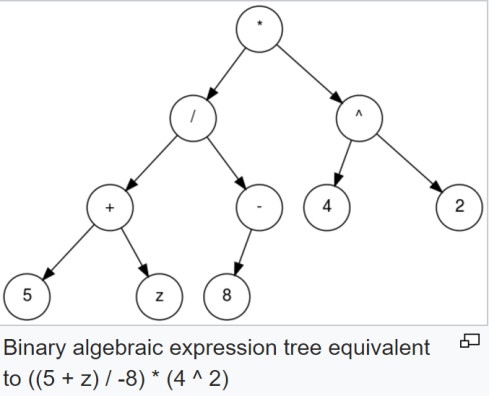 *
/ ^
+ - 4 2
5 z 8
Binary algebraic expression tree equivalent
to ((5 + z) / -8) * (4 ^ 2)